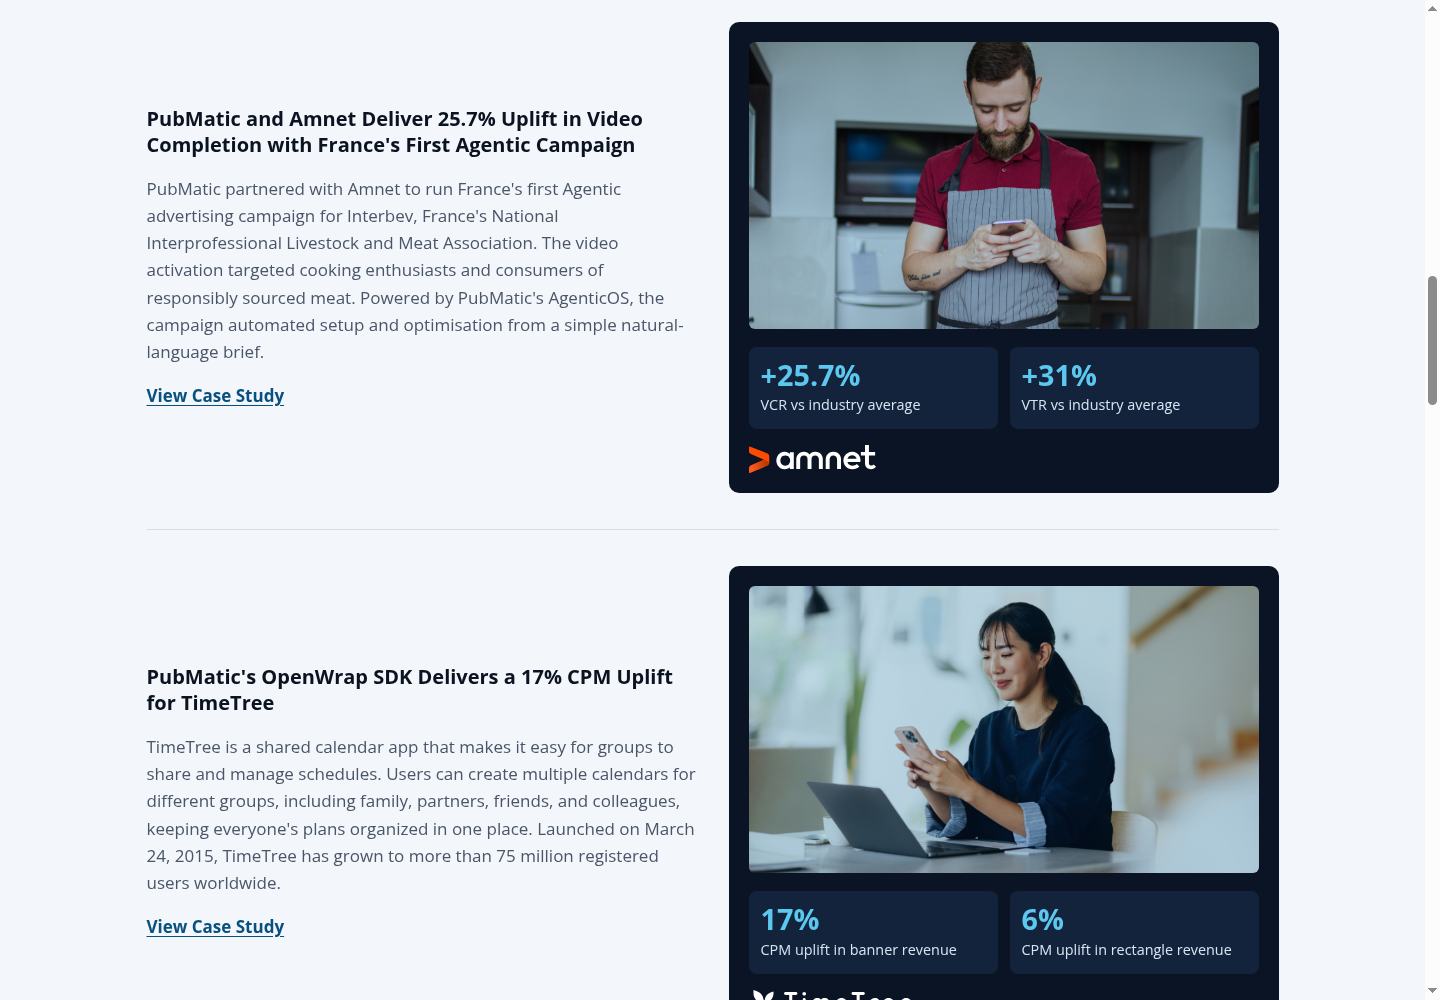 PubMatic and Amnet Deliver 25.7% Uplift in Video
Completion with France's First Agentic Campaign
PubMatic partnered with Amnet to run France's first Agentic
advertising campaign for Interbev, France's National
Interprofessional Livestock and Meat Association. The video
activation targeted cooking enthusiasts and consumers of
responsibly sourced meat. Powered by PubMatic's AgenticOS, the
campaign automated setup and optimisation from a simple natural-
language brief.
View Case Study
+25.7%
VCR vs industry average
+31%
VTR vs industry average
amnet
PubMatic's OpenWrap SDK Delivers a 17% CPM Uplift
for TimeTree
TimeTree is a shared calendar app that makes it easy for groups to
share and manage schedules. Users can create multiple calendars for
different groups, including family, partners, friends, and colleagues,
keeping everyone's plans organized in one place. Launched on March
24, 2015, TimeTree has grown to more than 75 million registered
users worldwide.
View Case Study
17%
CPM uplift in banner revenue
6%
CPM uplift in rectangle revenue
TimeTree